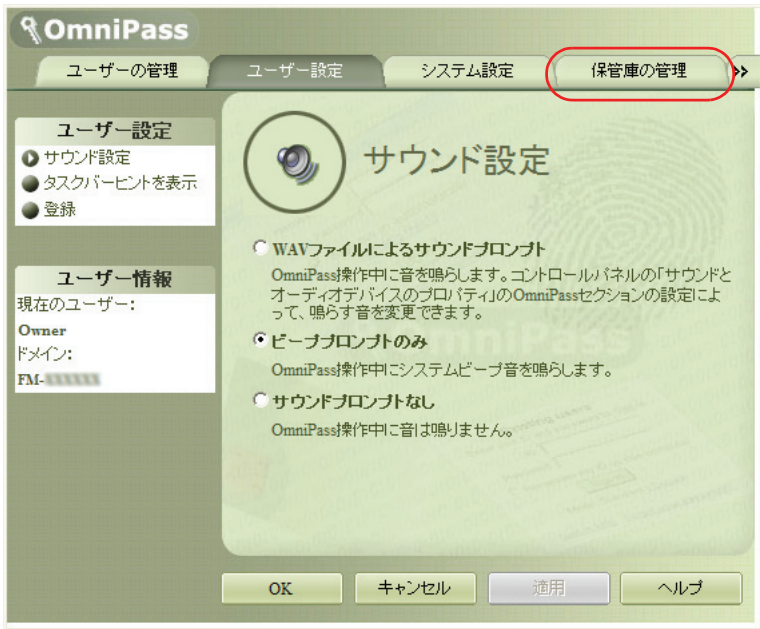 OmniPass
ユーザーの管理
ユーザー設定
システム設定
保管庫の管理
ユーザー設定
サウンド設定
タスクバーヒントを表示
登録
ユーザー情報
現在のユーザー:
Owner
ドメイン:
FM-
サウンド設定
WAVファイルによるサウンドプロンプト
OmniPass操作中に音を鳴らします。コントロールパネルの「サウンドと
オーディオデバイスのプロパティ」のOmniPassセクションの設定によ
って、鳴らす音を変更できます。
ビーププロンプトのみ
OmniPass操作中にシステムビープ音を鳴らします。
サウンドプロンプトなし
OmniPass操作中に音は鳴りません。
OK
キャンセル
適用
ヘルプ